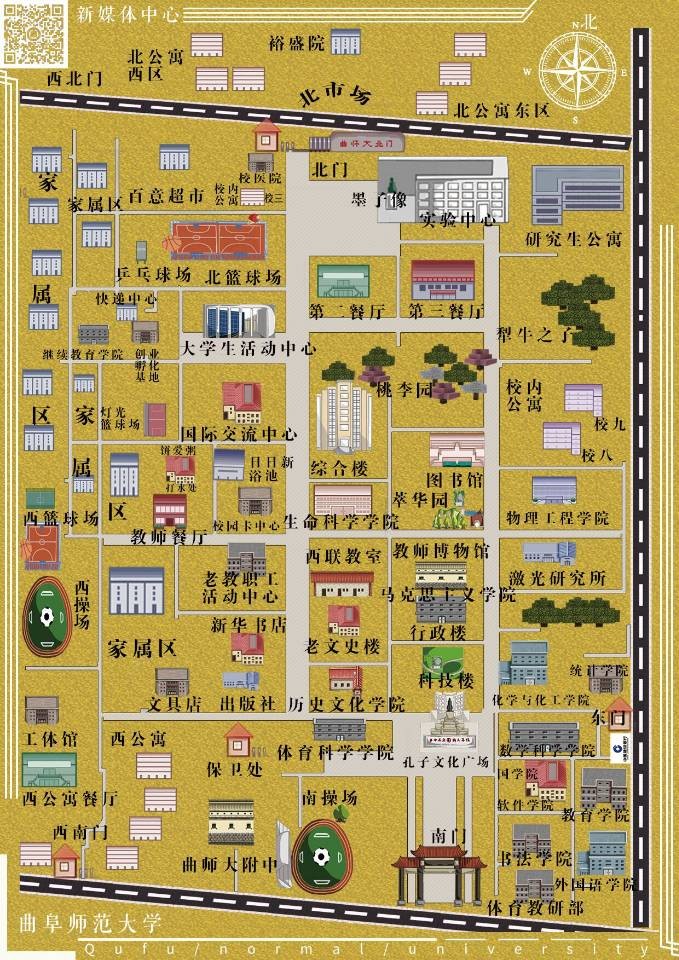 新媒体中心
北
N
W
E
S
裕盛院
北公寓
西区
西北门
北市场
北公寓东区
曲师大北门
校医院
北门
墨子像
实验中心
研究生公寓
家
家属区
百意超市
校内
公寓
校三
乒乓球场
北篮球场
属
快递中心
第二餐厅
第三餐厅
犁牛之子
继续教育学院
创业
孵化
基地
大学生活动中心
桃李园
校内
公寓
校九
校八
区
家
灯光
篮球场
国际交流中心
综合楼
图书馆
属
饼爱粥
打水处
日日新
浴池
萃华园
西篮球场
区
教师餐厅
校园卡中心
生命科学学院
物理工程学院
西联教室
教师博物馆
激光研究所
西操场
老教职工
活动中心
马克思主义学院
新华书店
老文史楼
行政楼
家属区
科技楼
统计学院
文具店
出版社
历史文化学院
化学与化工学院
东门
工体馆
西公寓
保卫处
体育科学学院
孔子文化广场
数学科学学院
西公寓餐厅
南操场
国学院
软件学院
教育学院
西南门
曲师大附中
南门
书法学院
外国语学院
体育教研部
曲阜师范大学
Qufu/normal/university